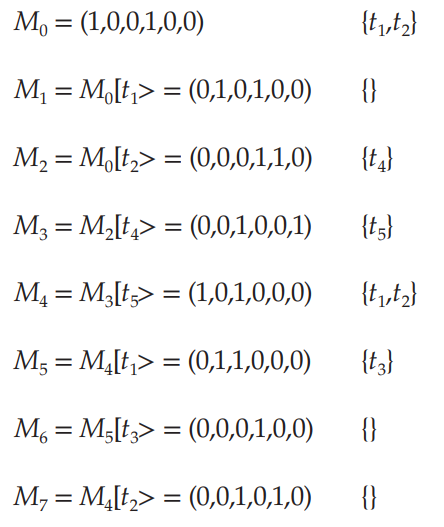 M₀ = (1,0,0,1,0,0) {t₁,t₂}
M₁ = M₀[t₁> = (0,1,0,1,0,0) {}
M₂ = M₀[t₂> = (0,0,0,1,1,0) {t₄}
M₃ = M₂[t₄> = (0,0,1,0,0,1) {t₅}
M₄ = M₃[t₅> = (1,0,1,0,0,0) {t₁,t₂}
M₅ = M₄[t₁> = (0,1,1,0,0,0) {t₃}
M₆ = M₅[t₃> = (0,0,0,1,0,0) {}
M₇ = M₄[t₂> = (0,0,1,0,1,0) {}